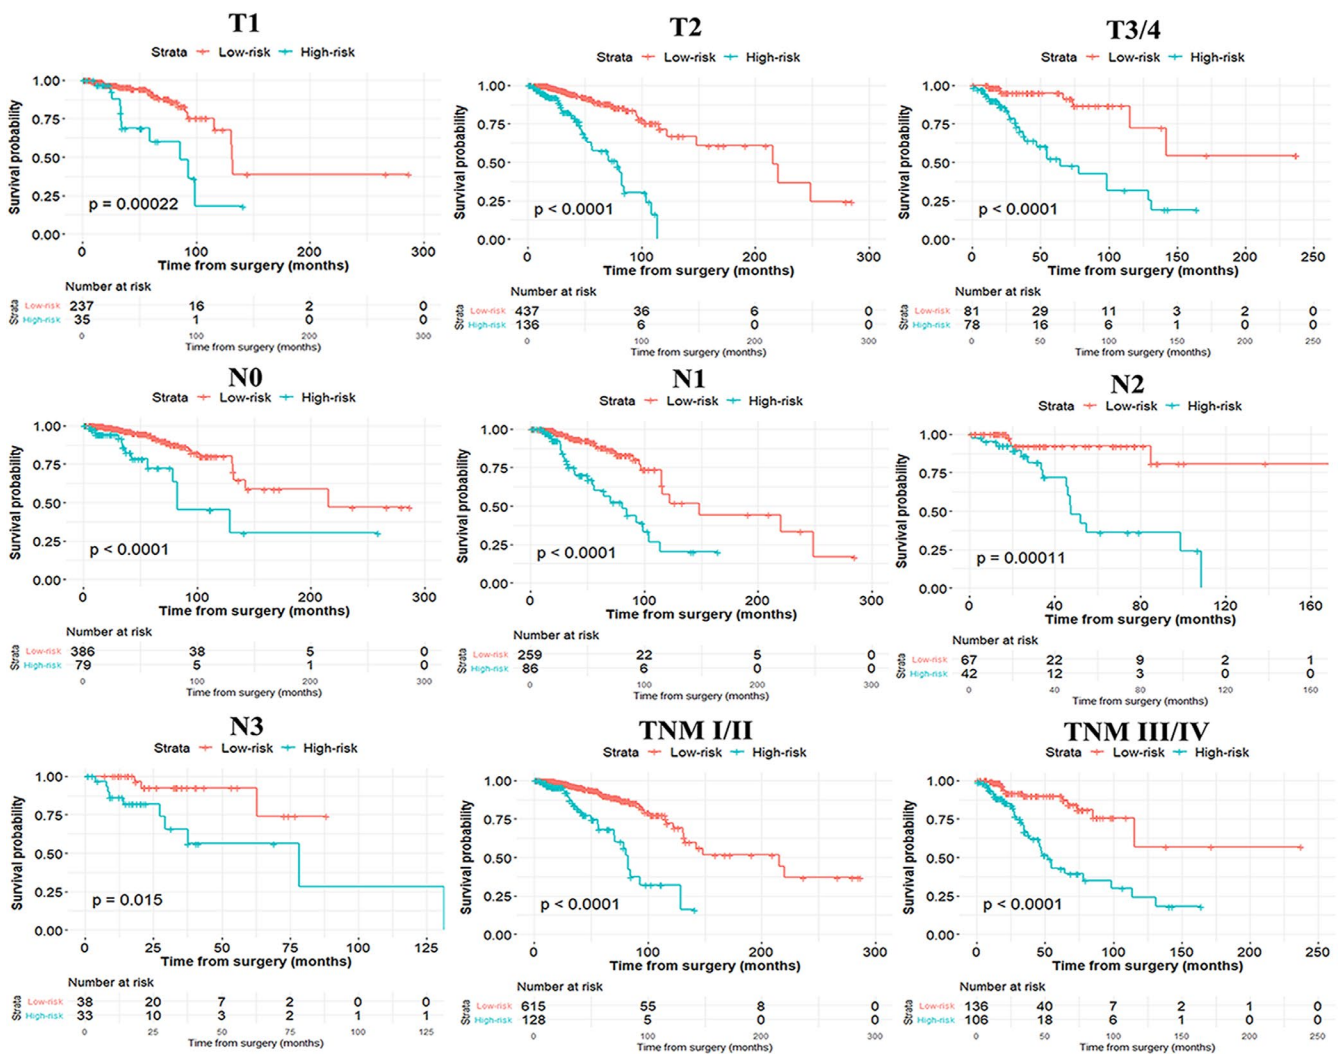 T1
Strata Low-risk High-risk
Survival probability
1.00
0.75
0.50
0.25
0.00
p = 0.00022
0 100 200 300
Time from surgery (months)
Number at risk
Strata
Low-risk 237 16 2 0
High-risk 35 1 0 0
0 100 200 300
Time from surgery (months)
T2
Strata Low-risk High-risk
Survival probability
1.00
0.75
0.50
0.25
0.00
p < 0.0001
0 100 200 300
Time from surgery (months)
Number at risk
Strata
Low-risk 437 36 6 0
High-risk 136 6 0 0
0 100 200 300
Time from surgery (months)
T3/4
Strata Low-risk High-risk
Survival probability
1.00
0.75
0.50
0.25
0.00
p < 0.0001
0 50 100 150 200 250
Time from surgery (months)
Number at risk
Strata
Low-risk 81 29 11 3 2 0
High-risk 78 16 6 1 0 0
0 50 100 150 200 250
Time from surgery (months)
N0
Strata Low-risk High-risk
Survival probability
1.00
0.75
0.50
0.25
0.00
p < 0.0001
0 100 200 300
Time from surgery (months)
Number at risk
Strata
Low-risk 386 38 5 0
High-risk 79 5 1 0
0 100 200 300
Time from surgery (months)
N1
Strata Low-risk High-risk
Survival probability
1.00
0.75
0.50
0.25
0.00
p < 0.0001
0 100 200 300
Time from surgery (months)
Number at risk
Strata
Low-risk 259 22 5 0
High-risk 86 6 0 0
0 100 200 300
Time from surgery (months)
N2
Strata Low-risk High-risk
Survival probability
1.00
0.75
0.50
0.25
0.00
p = 0.00011
0 40 80 120 160
Time from surgery (months)
Number at risk
Strata
Low-risk 67 22 9 2 1
High-risk 42 12 3 0 0
0 40 80 120 160
Time from surgery (months)
N3
Strata Low-risk High-risk
Survival probability
1.00
0.75
0.50
0.25
0.00
p = 0.015
0 25 50 75 100 125
Time from surgery (months)
Number at risk
Strata
Low-risk 38 20 7 2 0 0
High-risk 33 10 3 2 1 1
0 25 50 75 100 125
Time from surgery (months)
TNM I/II
Strata Low-risk High-risk
Survival probability
1.00
0.75
0.50
0.25
0.00
p < 0.0001
0 100 200 300
Time from surgery (months)
Number at risk
Strata
Low-risk 615 55 8 0
High-risk 128 5 0 0
0 100 200 300
Time from surgery (months)
TNM III/IV
Strata Low-risk High-risk
Survival probability
1.00
0.75
0.50
0.25
0.00
p < 0.0001
0 50 100 150 200 250
Time from surgery (months)
Number at risk
Strata
Low-risk 136 40 7 2 1 0
High-risk 106 18 6 1 0 0
0 50 100 150 200 250
Time from surgery (months)